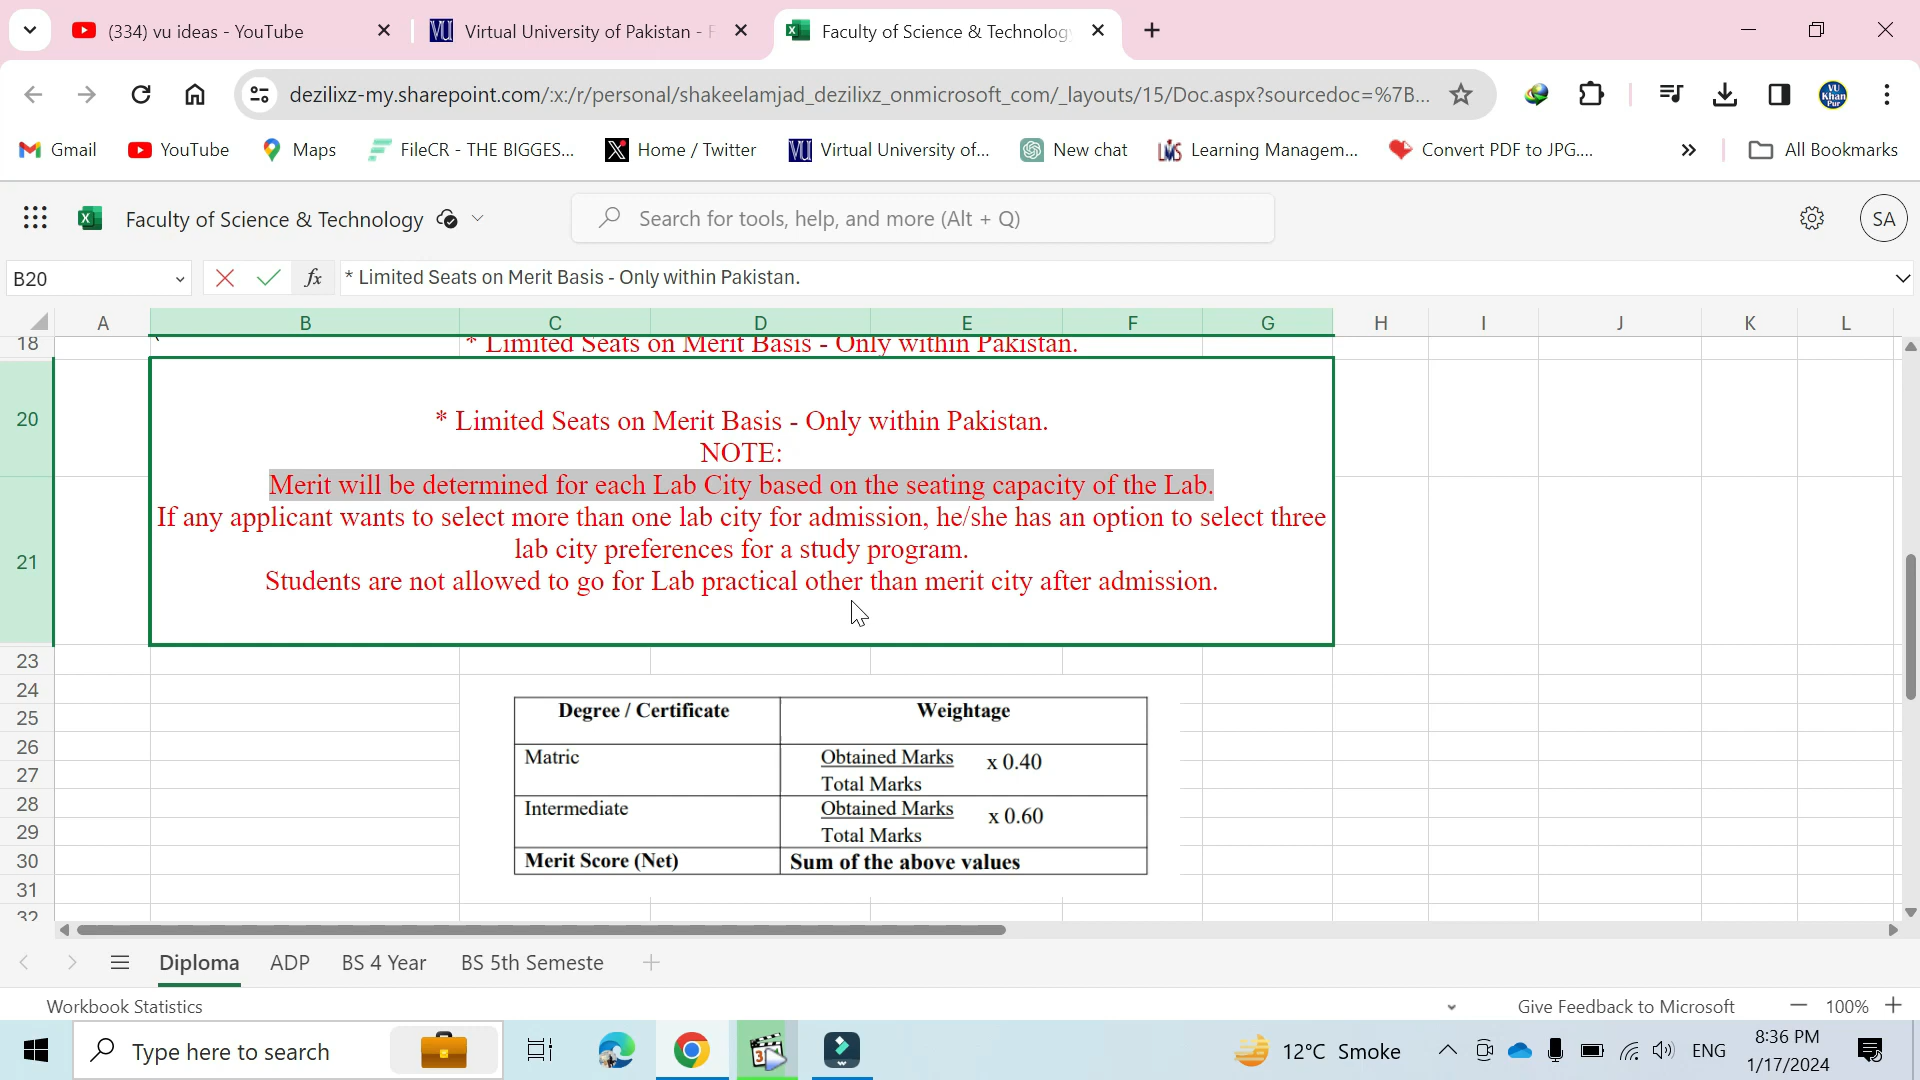 (334) vu ideas - YouTube
Virtual University of Pakistan -
Faculty of Science & Technology
dezilixz-my.sharepoint.com/:x:/r/personal/shakeelamjad_dezilixz_onmicrosoft_com/_layouts/15/Doc.aspx?sourcedoc=%7B...
VU Khan Pur
Gmail
YouTube
Maps
FileCR - THE BIGGES...
Home / Twitter
VU
Virtual University of...
New chat
Learning Managem...
Convert PDF to JPG....
»
All Bookmarks
Faculty of Science & Technology
Search for tools, help, and more (Alt + Q)
SA
B20
fx
* Limited Seats on Merit Basis - Only within Pakistan.
A B C D E F G H I J K L
18
* Limited Seats on Merit Basis - Only within Pakistan.
20
* Limited Seats on Merit Basis - Only within Pakistan.
NOTE:
Merit will be determined for each Lab City based on the seating capacity of the Lab.
If any applicant wants to select more than one lab city for admission, he/she has an option to select three
lab city preferences for a study program.
21
Students are not allowed to go for Lab practical other than merit city after admission.
23
24
25
26
27
28
29
30
31
32
Degree / Certificate Weightage
Matric Obtained Marks x 0.40
Total Marks
Intermediate Obtained Marks x 0.60
Total Marks
Merit Score (Net) Sum of the above values
Diploma ADP BS 4 Year BS 5th Semeste
Workbook Statistics
Give Feedback to Microsoft
100%
Type here to search
12°C Smoke
ENG
8:36 PM
1/17/2024